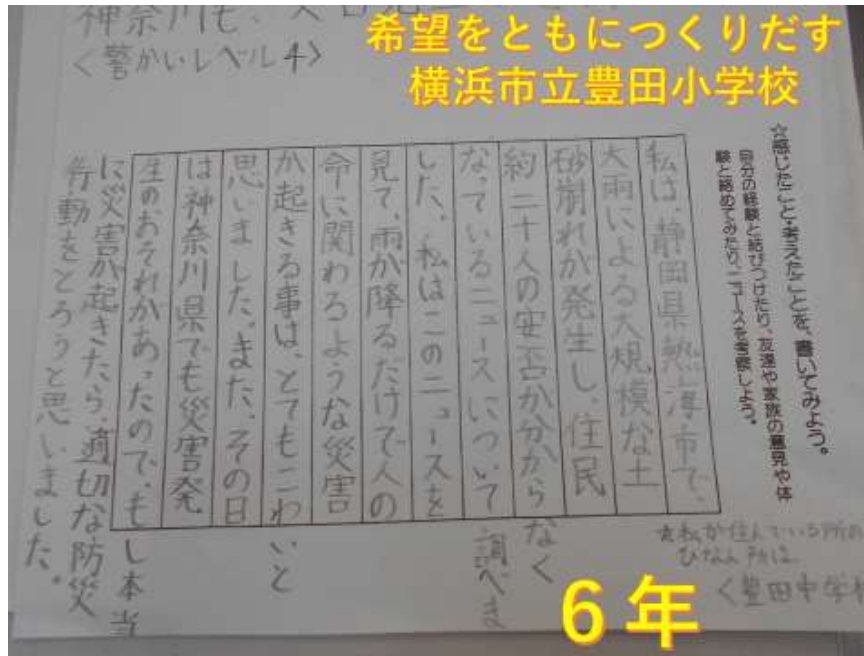 希望をともにつくりだす
横浜市立豊田小学校
神奈川も、
<警かいレベル4>
☆感じたこと・考えたことを、書いてみよう。
自分の経験と結びつけたり、友達や家族の意見や体
験と絡めてみたり、ニュースを考察しよう。
私は、静岡県熱海市で、
大雨による大規模な土
砂崩れが発生し、住民
約二十人の安否が分からなく
なっているニュースについて調べま
した。私はこのニュースを
見て、雨が降るだけで人の
命に関わるような災害
が起きる事は、とてもこわいと
思いました。また、その日
は神奈川県でも災害発
生のおそれがあったので、もし本当
に災害が起きたら、適切な防災
行動をとろうと思いました。
☆私が住んでいる所の
ひなん所は
<豊田中学校
6年